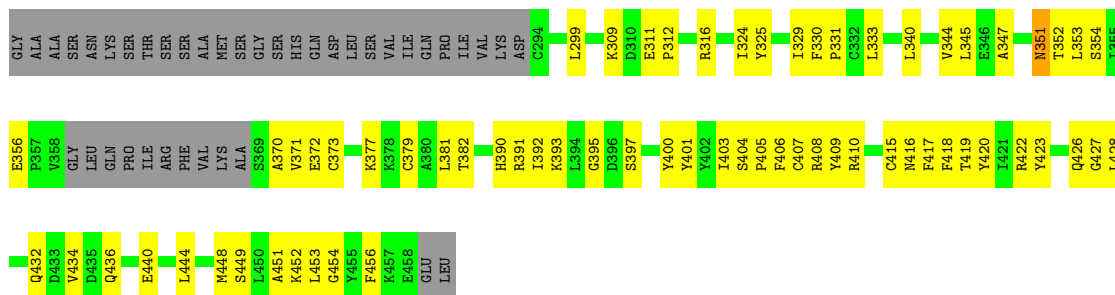 GLY ALA ALA SER ASN LYS SER THR SER SER ALA MET SER GLY SER HIS GLN ASP LEU SER VAL ILE GLN PRO ILE VAL LYS ASP C294 L299 K309 D310 E311 P312 R316 I324 Y325 I329 F330 P331 C332 L333 L340 V344 L345 E346 A347 N351 T352 L353 S354 I355
E356 P357 V358 GLY LEU GLN PRO ILE ARG PHE VAL LYS ALA S369 A370 V371 E372 C373 K377 K378 C379 A380 L381 T382 H390 R391 I392 K393 L394 G395 D396 S397 Y400 Y401 Y402 I403 S404 P405 F406 C407 R408 Y409 R410 C415 N416 F417 F418 T419 Y420 I421 R422 Y423 Q426 G427 L428
Q432 D433 V434 D435 Q436 E440 L444 M448 S449 L450 A451 K452 L453 G454 Y455 F456 K457 E458 GLU LEU